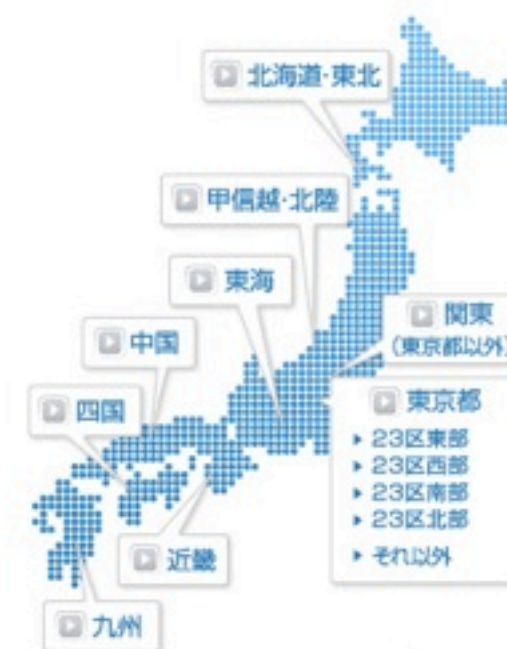 北海道・東北
甲信越・北陸
東海
関東
(東京都以外)
中国
東京都
四国
23区東部
23区西部
23区南部
23区北部
それ以外
近畿
九州